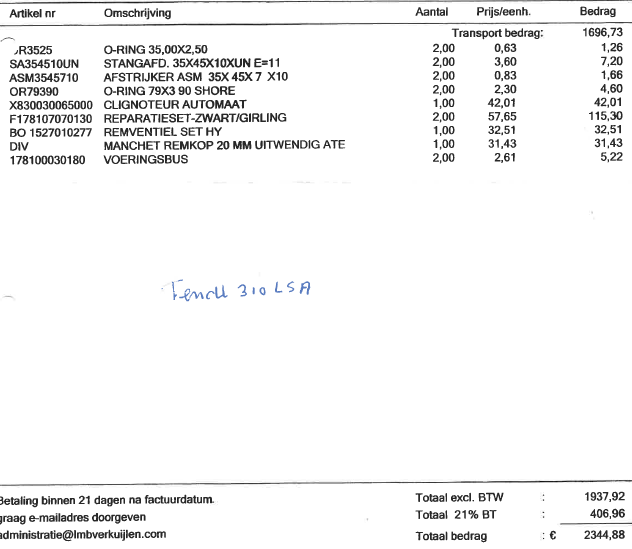 Artikel nr Omschrijving Aantal Prijs/eenh. Bedrag
Transport bedrag: 1696,73
R3525 O-RING 35,00X2,50 2,00 0,63 1,26
SA354510UN STANGAFD. 35X45X10XUN E=11 2,00 3,60 7,20
ASM3545710 AFSTRIJKER ASM 35X 45X 7 X10 2,00 0,83 1,66
OR79390 O-RING 79X3 90 SHORE 2,00 2,30 4,60
X830030065000 CLIGNOTEUR AUTOMAAT 1,00 42,01 42,01
F178107070130 REPARATIESET-ZWART/GIRLING 2,00 57,65 115,30
BO 1527010277 REMVENTIEL SET HY 1,00 32,51 32,51
DIV MANCHET REMKOP 20 MM UITWENDIG ATE 1,00 31,43 31,43
178100030180 VOERINGSBUS 2,00 2,61 5,22
Fendt 310 LSA
Betaling binnen 21 dagen na factuurdatum. Totaal excl. BTW : 1937,92
graag e-mailadres doorgeven Totaal 21% BT : 406,96
administratie@lmbverkuijlen.com Totaal bedrag : € 2344,88